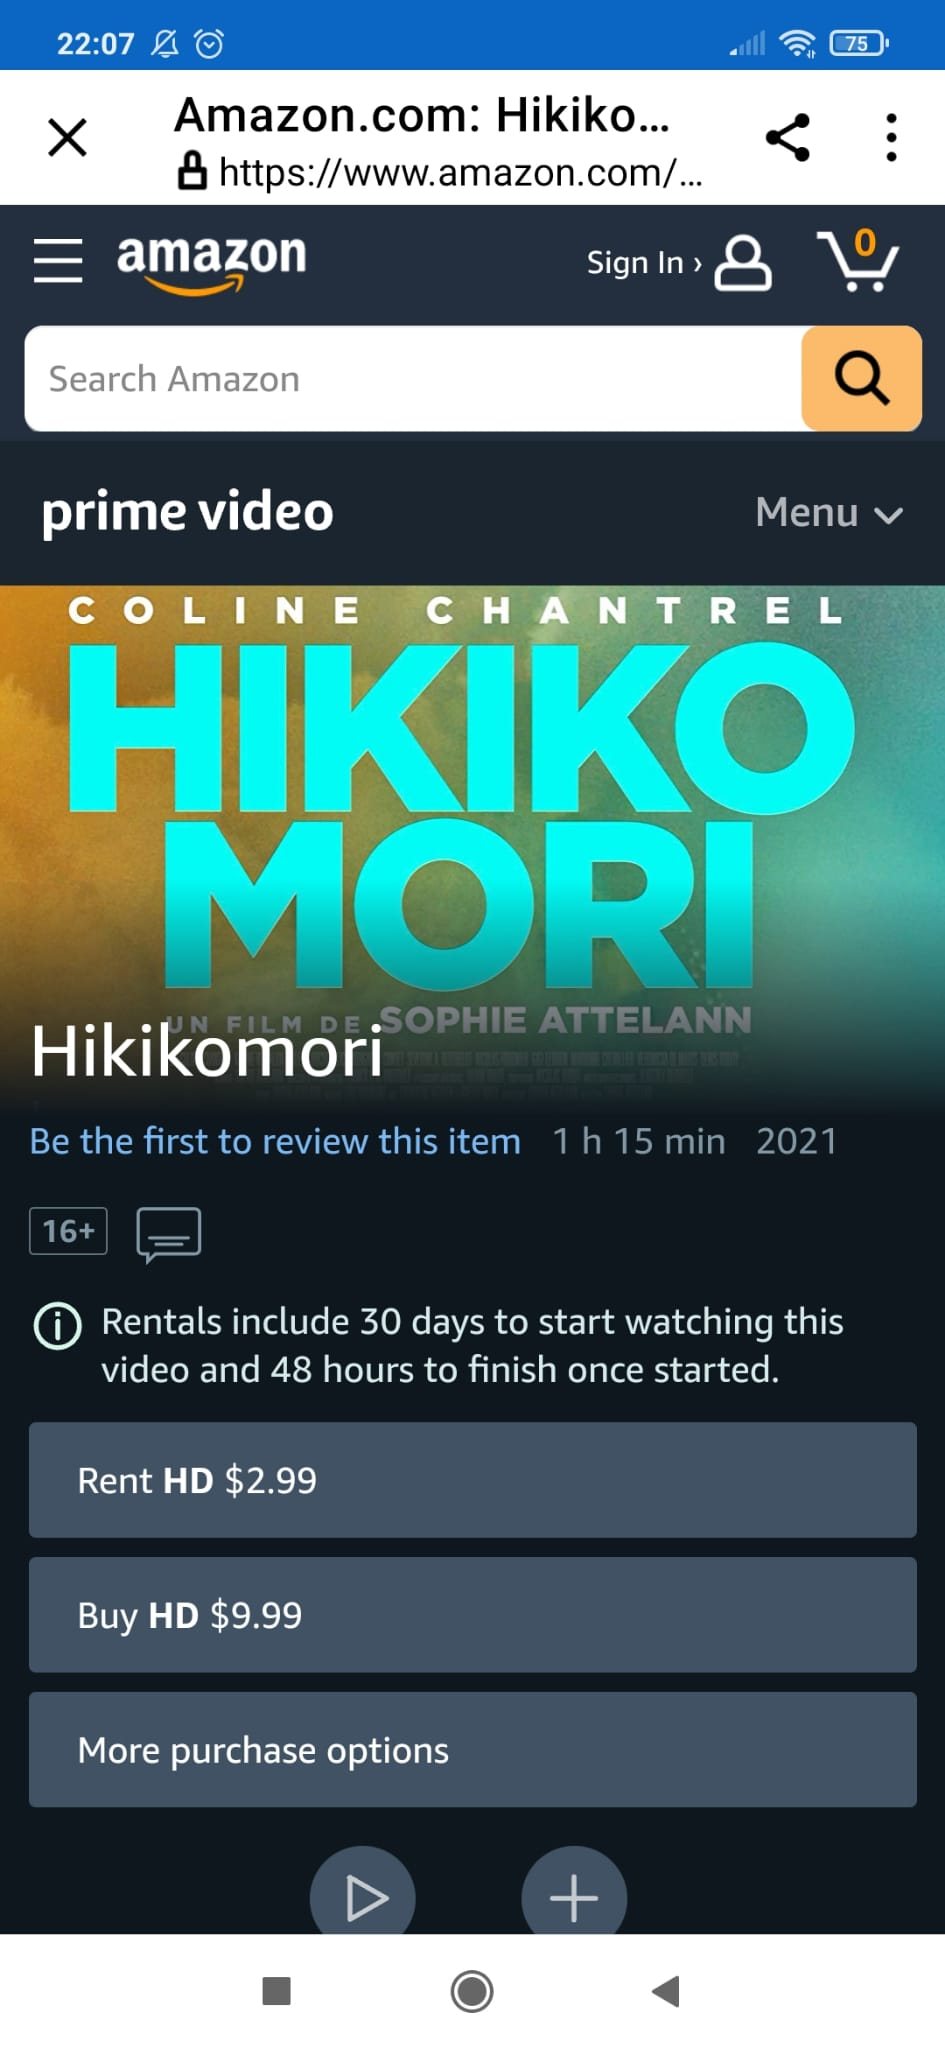 22:07
75
Amazon.com: Hikiko...
https://www.amazon.com/...
amazon
Sign In ›
0
Search Amazon
prime video
Menu
COLINE CHANTREL
HIKIKO
MORI
UN FILM DE SOPHIE ATTELANN
Hikikomori
Be the first to review this item 1 h 15 min 2021
16+
Rentals include 30 days to start watching this
video and 48 hours to finish once started.
Rent HD $2.99
Buy HD $9.99
More purchase options